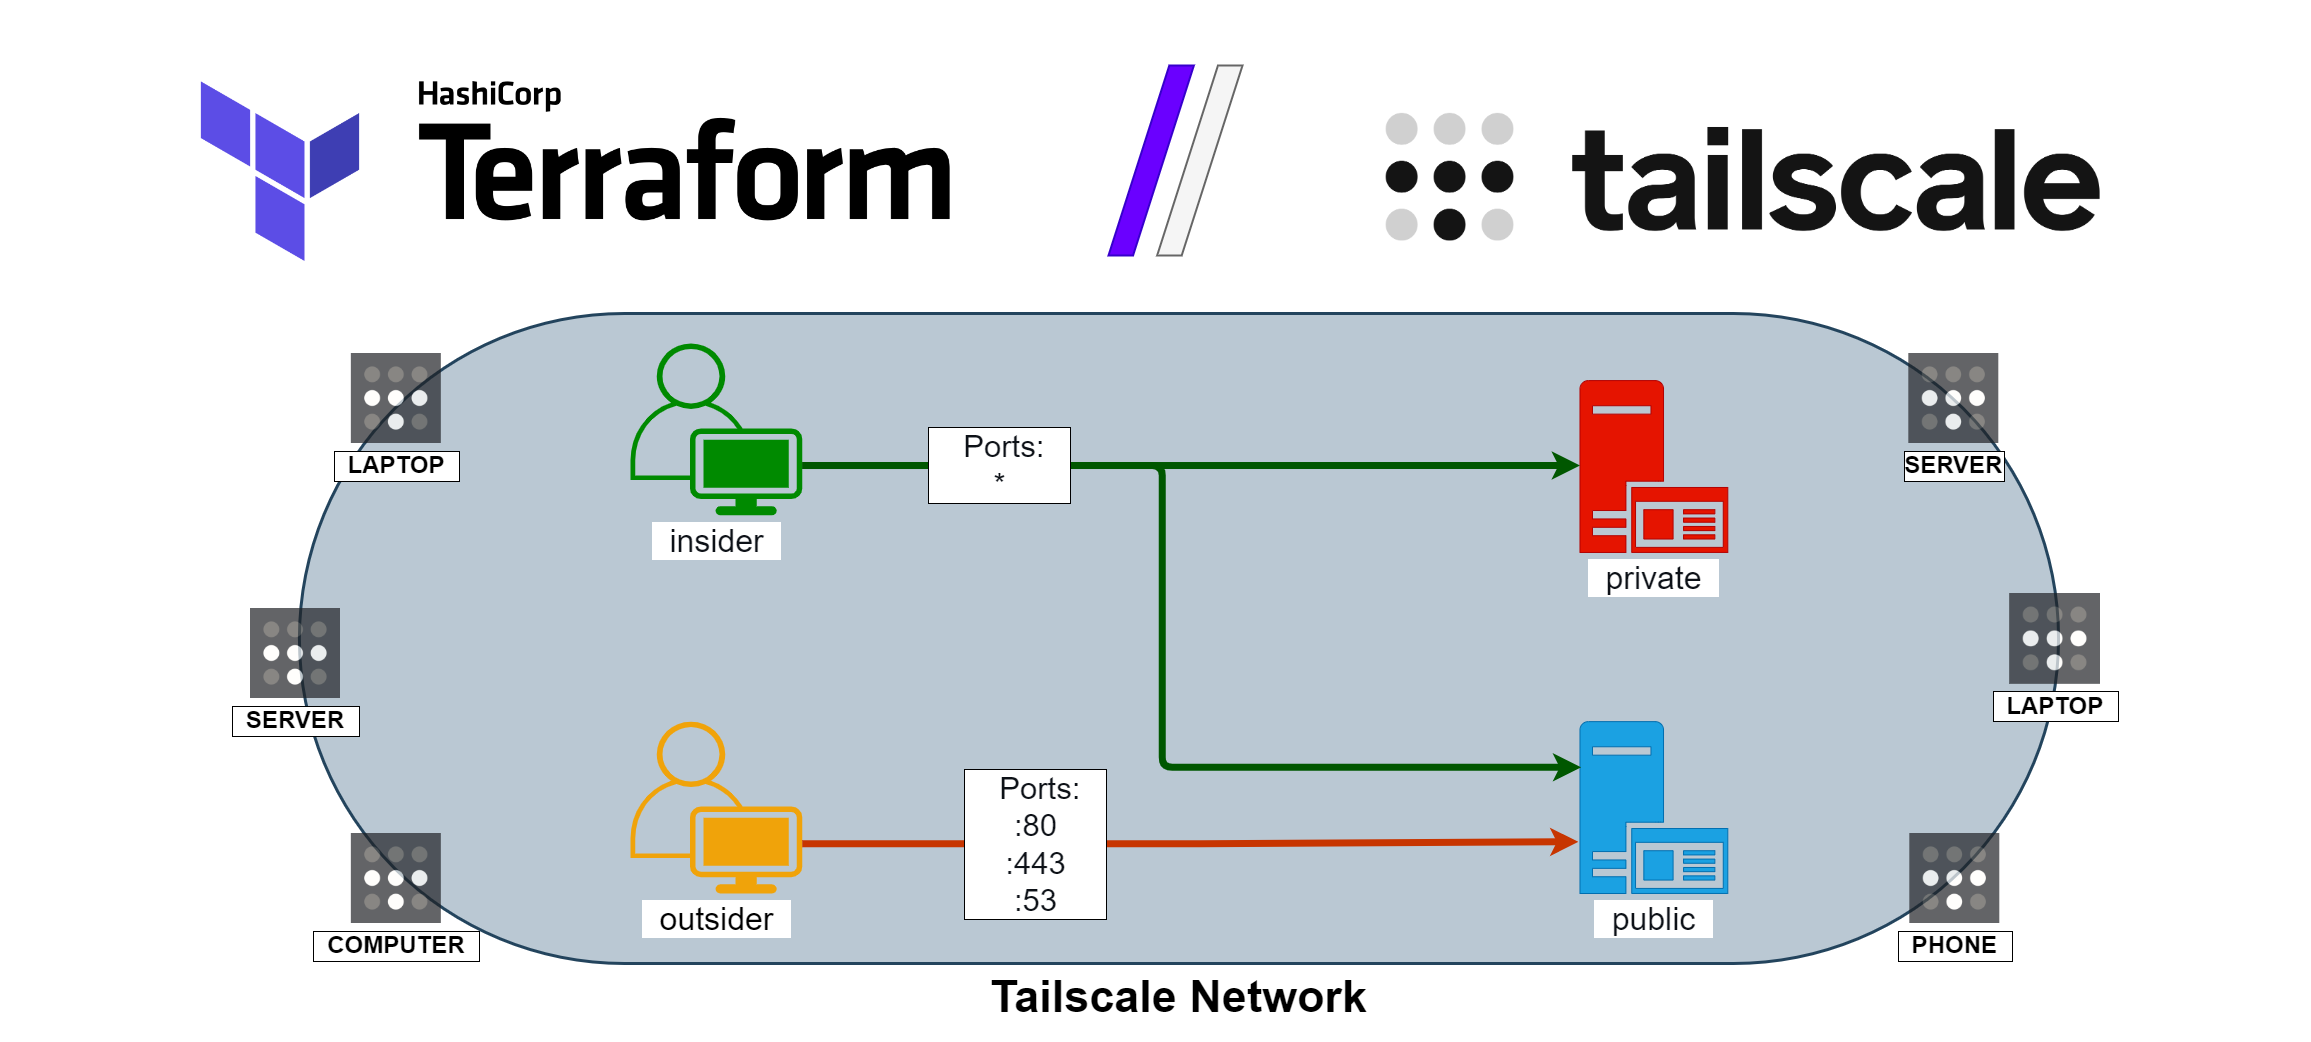 HashiCorp
Terraform
tailscale
LAPTOP
Ports:
*
SERVER
insider
private
SERVER
LAPTOP
Ports:
:80
:443
:53
outsider
public
COMPUTER
PHONE
Tailscale Network